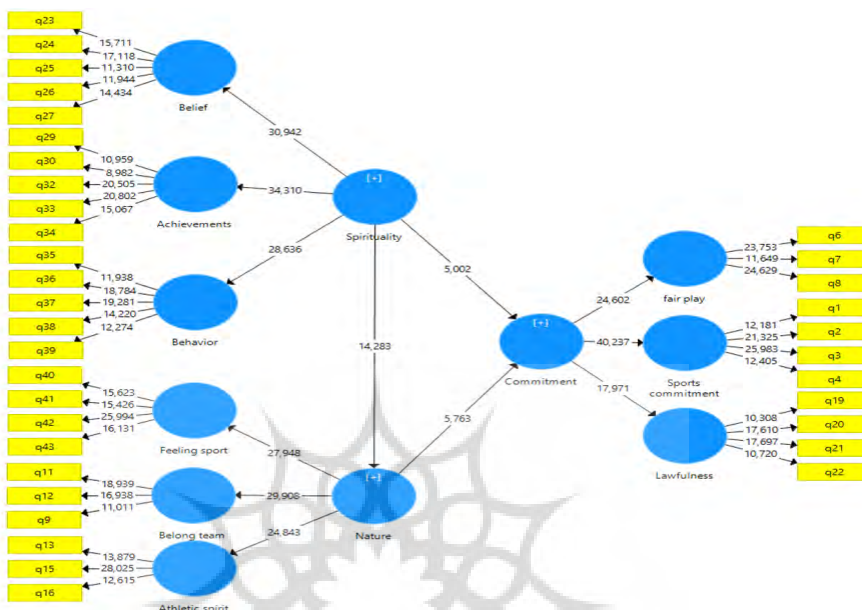 q23
q24
q25
q26
q27
15,711
17,118
11,310
11,944
14,434
Belief
30,942
q29
q30
q32
q33
q34
10,959
8,982
20,505
20,802
15,067
Achievements
34,310
[+]
Spirituality
q35
q36
q37
q38
q39
11,938
18,784
19,281
14,220
12,274
Behavior
28,636
5,002
14,283
q40
q41
q42
q43
15,623
15,426
25,994
16,131
Feeling sport
27,948
q11
q12
q9
18,939
16,938
11,011
Belong team
29,908
[+]
Nature
q13
q15
q16
13,879
28,025
12,615
Athletic spirit
24,843
5,763
[+]
Commitment
24,602
fair play
23,753
11,649
24,629
q6
q7
q8
40,237
Sports
commitment
12,181
21,325
25,983
12,405
q1
q2
q3
q4
17,971
Lawfulness
10,308
17,610
17,697
10,720
q19
q20
q21
q22